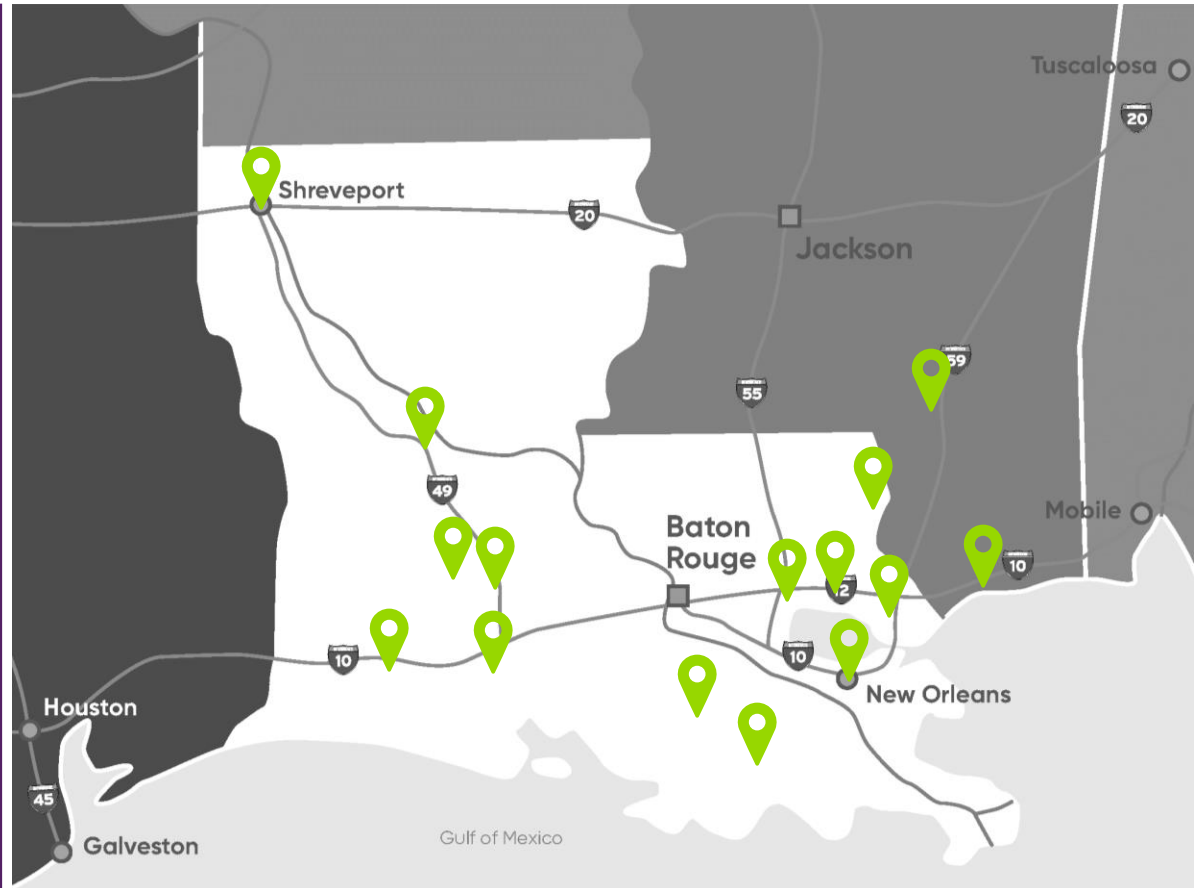 Tuscaloosa
20
Shreveport
20
Jackson
59
55
49
Mobile
Baton
Rouge
10
12
10
10
New Orleans
Houston
45
Gulf of Mexico
Galveston